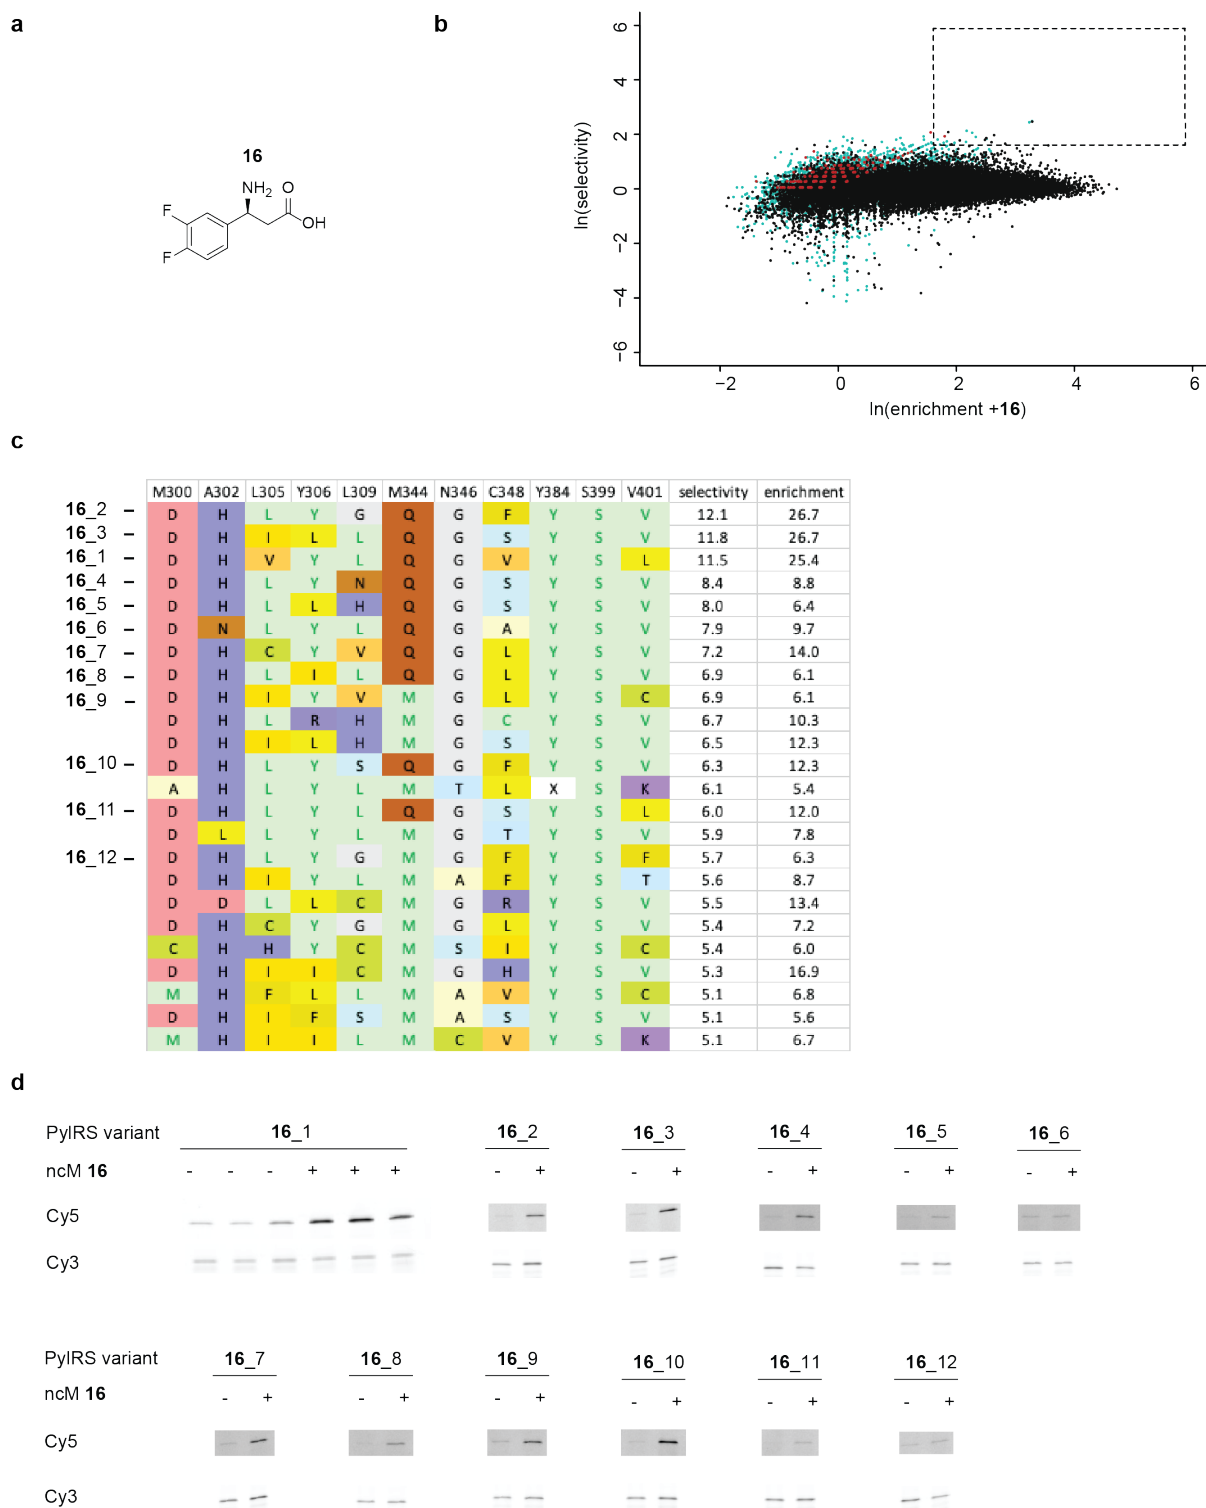 a
b
16
NH2
O
F
OH
F
6
4
2
0
−2
−4
−6
ln(selectivity)
−2 0 2 4 6
ln(enrichment +16)
c
M300 A302 L305 Y306 L309 M344 N346 C348 Y384 S399 V401 selectivity enrichment
16_2 – D H L Y G Q G F Y S V 12.1 26.7
16_3 – D H I L L Q G S Y S V 11.8 26.7
16_1 – D H V Y L Q G V Y S L 11.5 25.4
16_4 – D H L Y N Q G S Y S V 8.4 8.8
16_5 – D H L L H Q G S Y S V 8.0 6.4
16_6 – D N L Y L Q G A Y S V 7.9 9.7
16_7 – D H C Y V Q G L Y S V 7.2 14.0
16_8 – D H L I L Q G L Y S V 6.9 6.1
16_9 – D H I Y V M G L Y S C 6.9 6.1
D H L R H M G C Y S V 6.7 10.3
D H I L H M G S Y S V 6.5 12.3
16_10 – D H L Y S Q G F Y S V 6.3 12.3
A H L Y L M T L X S K 6.1 5.4
16_11 – D H L Y L Q G S Y S L 6.0 12.0
D L L Y L M G T Y S V 5.9 7.8
16_12 – D H L Y G M G F Y S F 5.7 6.3
D H I Y L M A F Y S T 5.6 8.7
D D L L C M G R Y S V 5.5 13.4
D H C Y G M G L Y S V 5.4 7.2
C H H Y C M S I Y S C 5.4 6.0
D H I I C M G H Y S V 5.3 16.9
M H F L L M A V Y S C 5.1 6.8
D H I F S M A S Y S V 5.1 5.6
M H I I L M C V Y S K 5.1 6.7
d
PylRS variant 16_1 16_2 16_3 16_4 16_5 16_6
ncM 16 - - - + + + - + - + - + - + - +
Cy5
Cy3
PylRS variant 16_7 16_8 16_9 16_10 16_11 16_12
ncM 16 - + - + - + - + - + - +
Cy5
Cy3